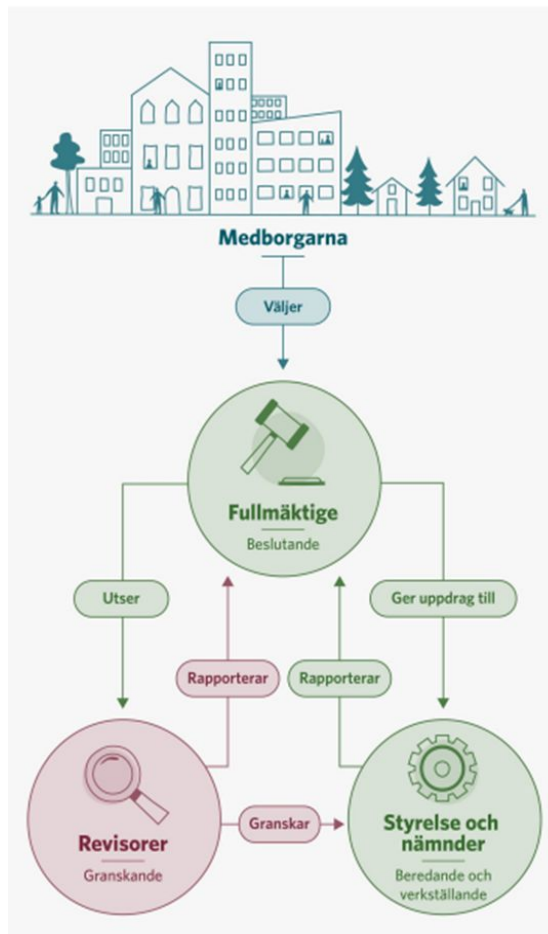 Medborgarna
Väljer
Fullmäktige
Beslutande
Utser
Ger uppdrag till
Rapporterar
Rapporterar
Revisorer
Granskande
Granskar
Styrelse och
nämnder
Beredande och
verkställande